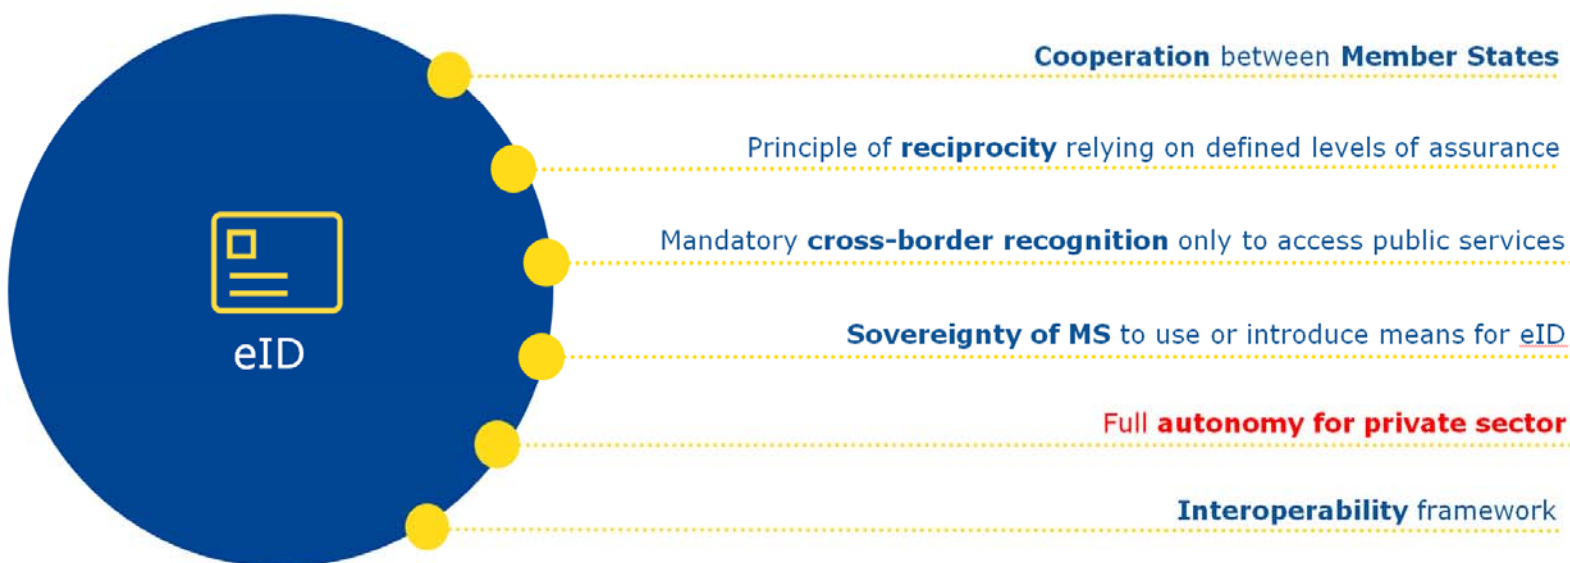 Cooperation between Member States
Principle of reciprocity relying on defined levels of assurance
Mandatory cross-border recognition only to access public services
Sovereignty of MS to use or introduce means for eID
Full autonomy for private sector
Interoperability framework
eID